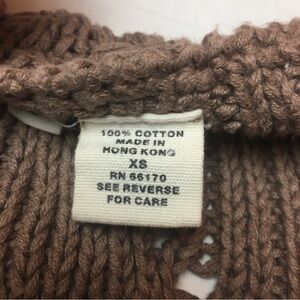 100% COTTON
MADE IN
HONG KONG
XS
RN 66170
SEE REVERSE
FOR CARE